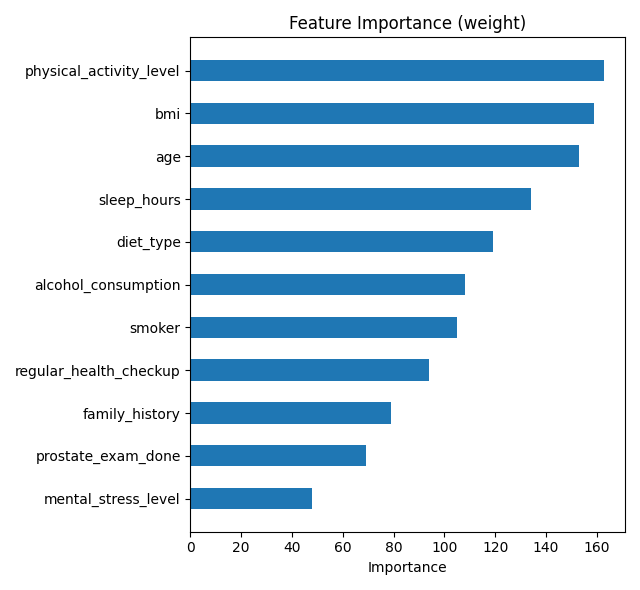 Feature Importance (weight)
physical_activity_level
bmi
age
sleep_hours
diet_type
alcohol_consumption
smoker
regular_health_checkup
family_history
prostate_exam_done
mental_stress_level
0 20 40 60 80 100 120 140 160
Importance